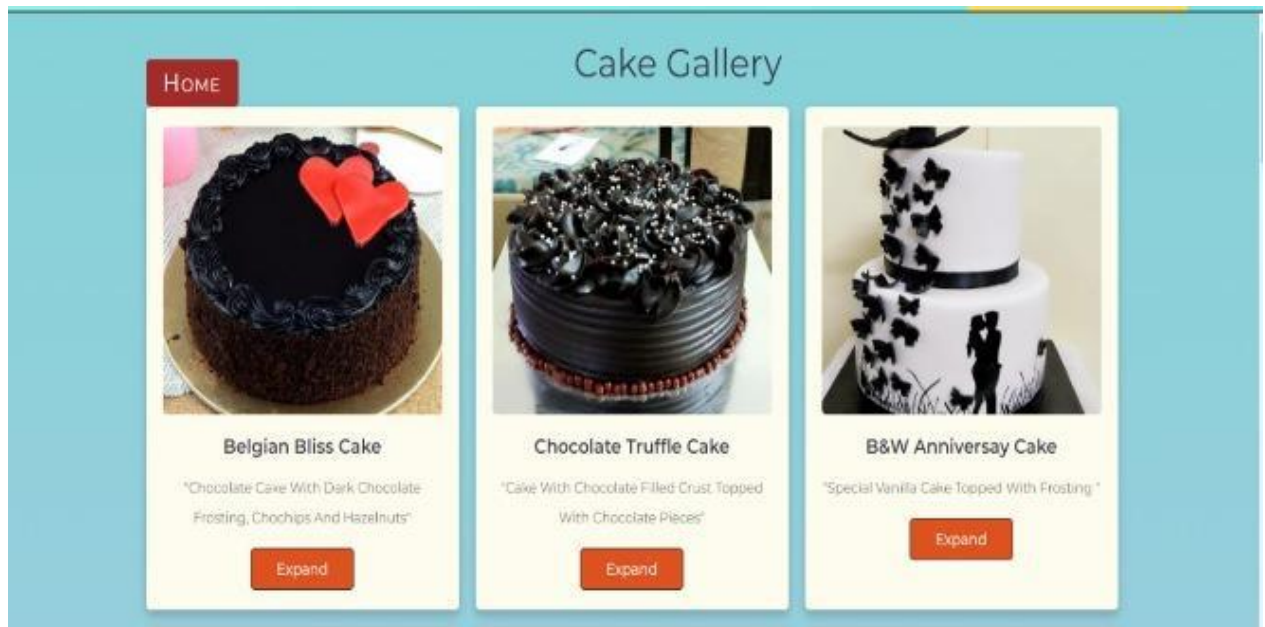 Cake Gallery
HOME
Belgian Bliss Cake
"Chocolate Cake With Dark Chocolate
Frosting, Chochips And Hazelnuts"
Expand
Chocolate Truffle Cake
"Cake With Chocolate Filled Crust Topped
With Chocolate Pieces"
Expand
B&W Anniversay Cake
"Special Vanilla Cake Topped With Frosting "
Expand